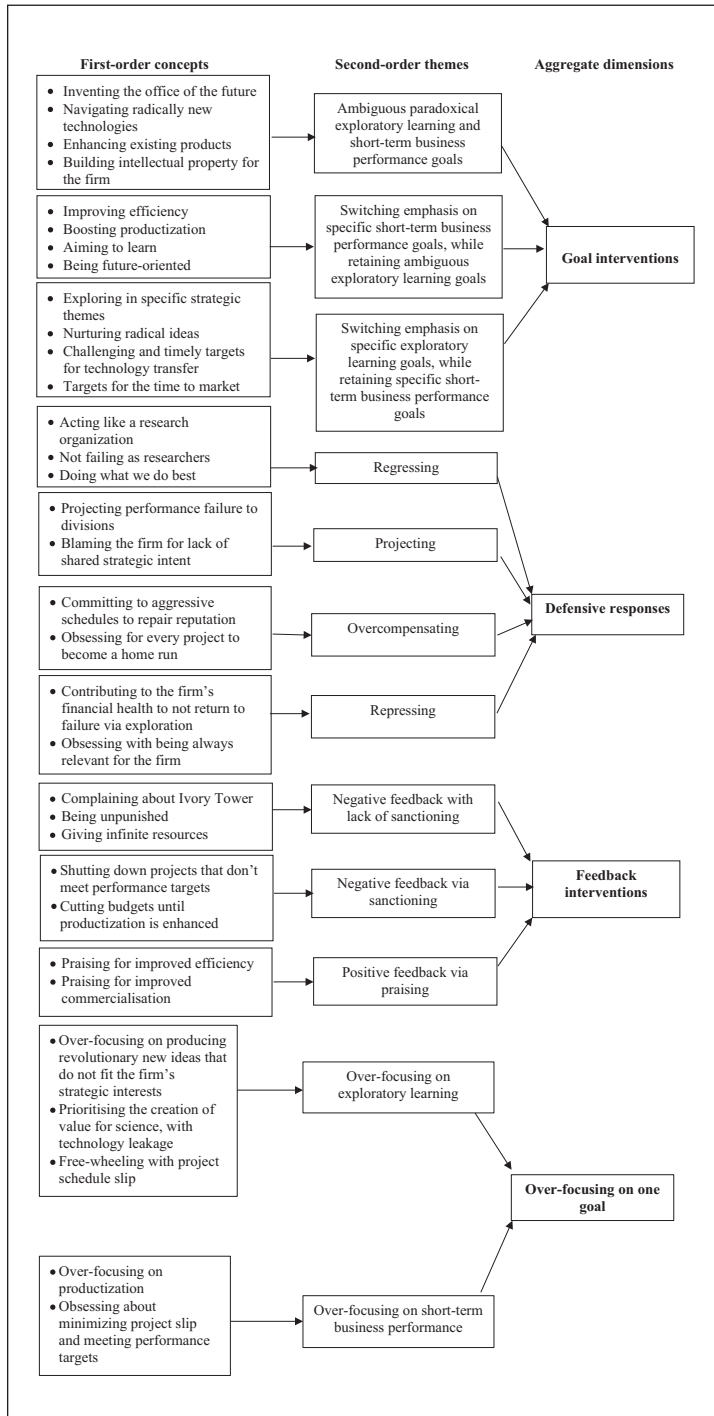 First-order concepts
Second-order themes
Aggregate dimensions
• Inventing the office of the future
• Navigating radically new
technologies
• Enhancing existing products
• Building intellectual property for
the firm
Ambiguous paradoxical
exploratory learning and
short-term business
performance goals
• Improving efficiency
• Boosting productization
• Aiming to learn
• Being future-oriented
Switching emphasis on
specific short-term business
performance goals, while
retaining ambiguous
exploratory learning goals
Goal interventions
• Exploring in specific strategic
themes
• Nurturing radical ideas
• Challenging and timely targets
for technology transfer
• Targets for the time to market
Switching emphasis on
specific exploratory
learning goals, while
retaining specific short-
term business performance
goals
• Acting like a research
organization
• Not failing as researchers
• Doing what we do best
Regressing
• Projecting performance failure to
divisions
• Blaming the firm for lack of
shared strategic intent
Projecting
Defensive responses
• Committing to aggressive
schedules to repair reputation
• Obsessing for every project to
become a home run
Overcompensating
• Contributing to the firm's
financial health to not return to
failure via exploration
• Obsessing with being always
relevant for the firm
Repressing
• Complaining about Ivory Tower
• Being unpunished
• Giving infinite resources
Negative feedback with
lack of sanctioning
• Shutting down projects that don't
meet performance targets
• Cutting budgets until
productization is enhanced
Negative feedback via
sanctioning
Feedback
interventions
• Praising for improved efficiency
• Praising for improved
commercialisation
Positive feedback via
praising
• Over-focusing on producing
revolutionary new ideas that
do not fit the firm's
strategic interests
• Prioritising the creation of
value for science, with
technology leakage
• Free-wheeling with project
schedule slip
Over-focusing on
exploratory learning
Over-focusing on one
goal
• Over-focusing on
productization
• Obsessing about
minimizing project slip
and meeting performance
targets
Over-focusing on short-term
business performance